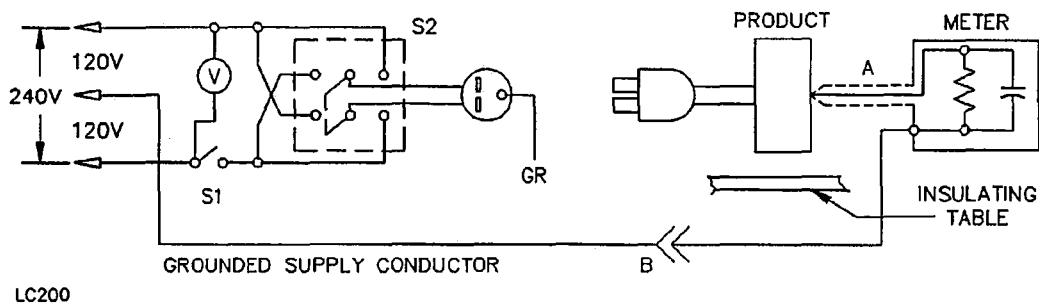 S2
PRODUCT
METER
120V
V
A
240V
120V
S1
GR
INSULATING
TABLE
GROUNDED SUPPLY CONDUCTOR
B
LC200